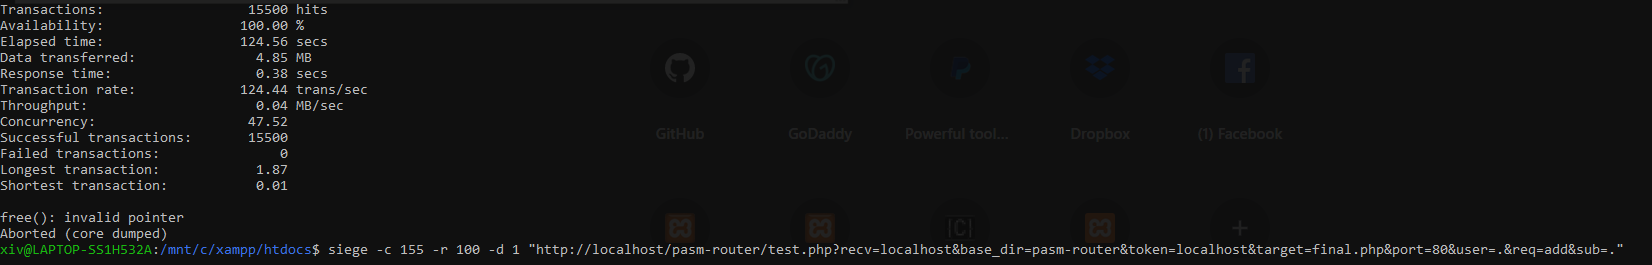 Transactions: 15500 hits
Availability: 100.00 %
Elapsed time: 124.56 secs
Data transferred: 4.85 MB
Response time: 0.38 secs
Transaction rate: 124.44 trans/sec
Throughput: 0.04 MB/sec
Concurrency: 47.52
Successful transactions: 15500
Failed transactions: 0
Longest transaction: 1.87
Shortest transaction: 0.01
GitHub GoDaddy Powerful tool... Dropbox (1) Facebook
ICI
free(): invalid pointer
Aborted (core dumped)
xiv@LAPTOP-SS1H532A:/mnt/c/xampp/htdocs$ siege -c 155 -r 100 -d 1 "http://localhost/pasm-router/test.php?recv=localhost&base_dir=pasm-router&token=localhost&target=final.php&port=80&user=.&req=add&sub=."